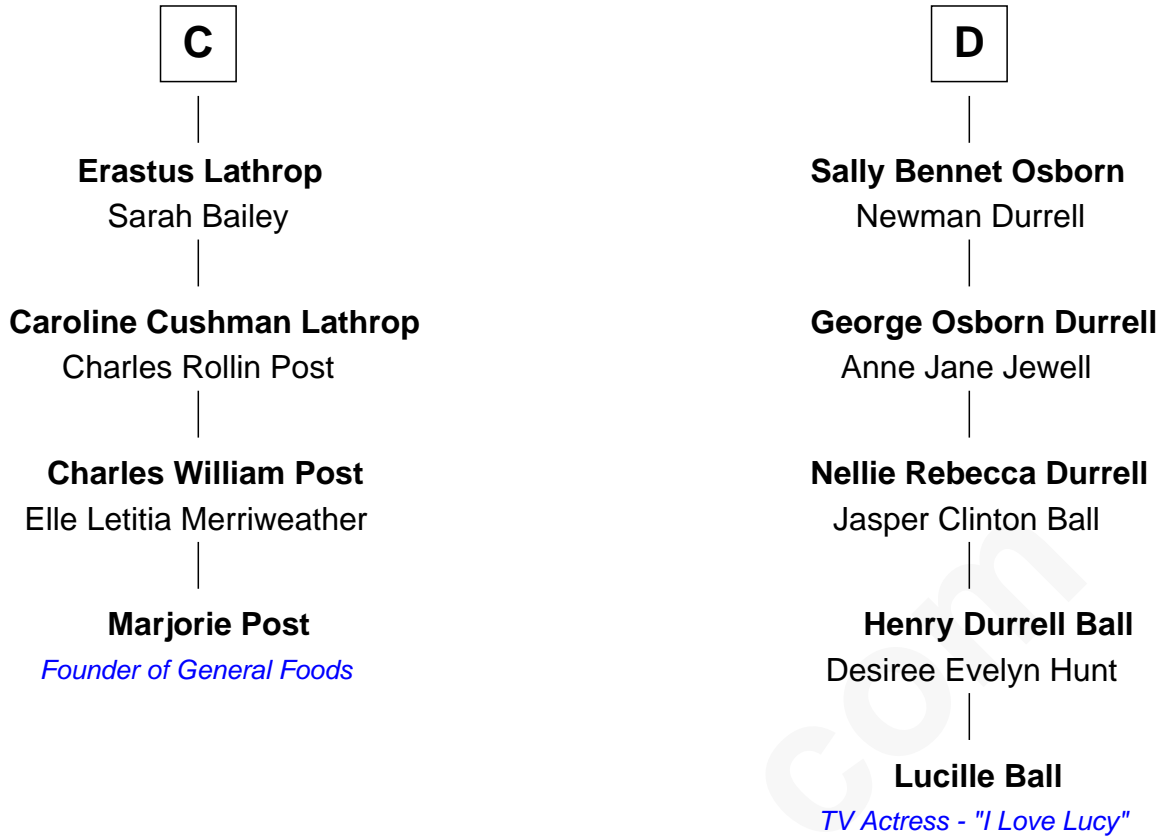 C
Erastus Lathrop
Sarah Bailey
Caroline Cushman Lathrop
Charles Rollin Post
Charles William Post
Elle Letitia Merriweather
Marjorie Post
Founder of General Foods
D
Sally Bennet Osborn
Newman Durrell
George Osborn Durrell
Anne Jane Jewell
Nellie Rebecca Durrell
Jasper Clinton Ball
Henry Durrell Ball
Desiree Evelyn Hunt
Lucille Ball
TV Actress - "I Love Lucy"
com